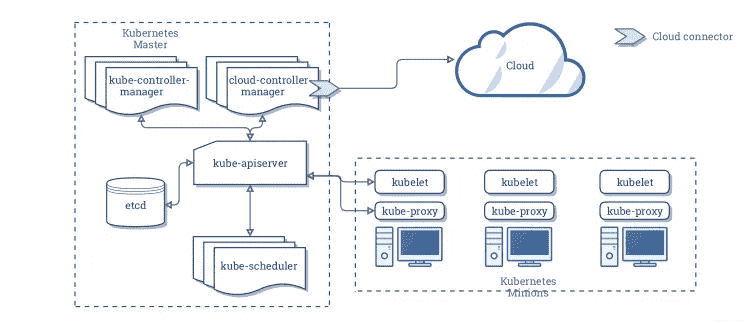 Kubernetes
Master
kube-controller-
manager
cloud-controller
manager
Cloud
Cloud connector
kube-apiserver
etcd
kube-scheduler
kubelet
kubelet
kubelet
kube-proxy
kube-proxy
kube-proxy
Kubernetes
Minions